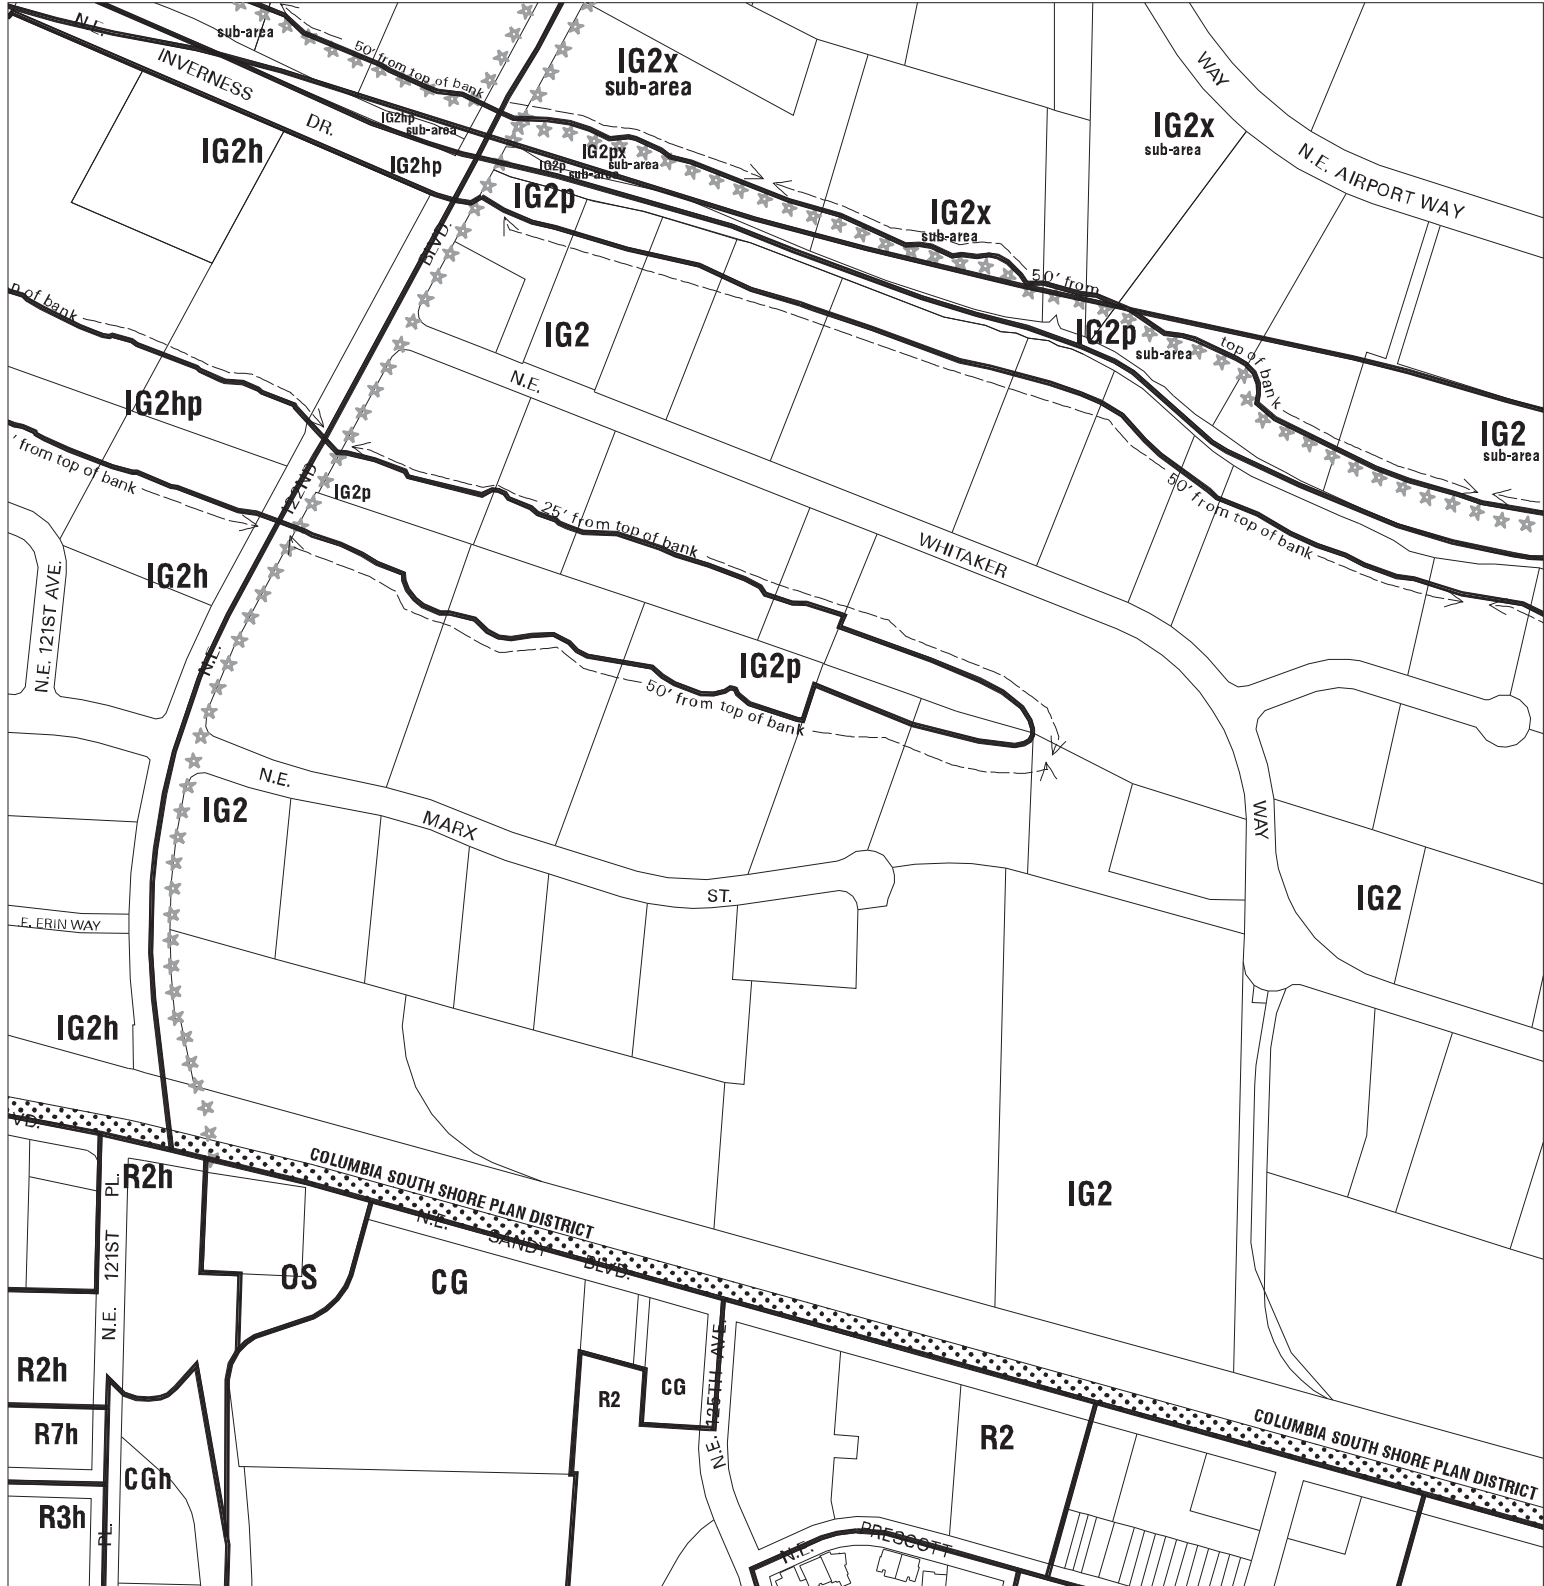 N.E.
sub-area
50' from top of bank
INVERNESS
DR.
IG2x
sub-area
WAY
IG2x
sub-area
N.E. AIRPORT WAY
IG2h
IG2hp
sub-area
IG2hp
IG2px
sub-area
IG2p
sub-area
IG2p
IG2x
sub-area
BLVD.
50' from
top of bank
p of bank
IG2
IG2p
sub-area
N.E.
IG2hp
IG2
sub-area
' from top of bank
122ND
IG2p
25' from top of bank
50' from top of bank
WHITAKER
IG2h
N.E. 121ST AVE.
N.E.
IG2p
50' from top of bank
N.E.
IG2
MARX
WAY
ST.
IG2
.E. ERIN WAY
IG2h
VD.
COLUMBIA SOUTH SHORE PLAN DISTRICT
R2h
N.E. 121ST PL.
IG2
N.E. SANDY BLVD.
OS
CG
R2h
R2
CG
N.E. 125TH AVE.
R7h
R2
COLUMBIA SOUTH SHORE PLAN DISTRICT
CGh
R3h
PL.
N.E. PRESCOTT